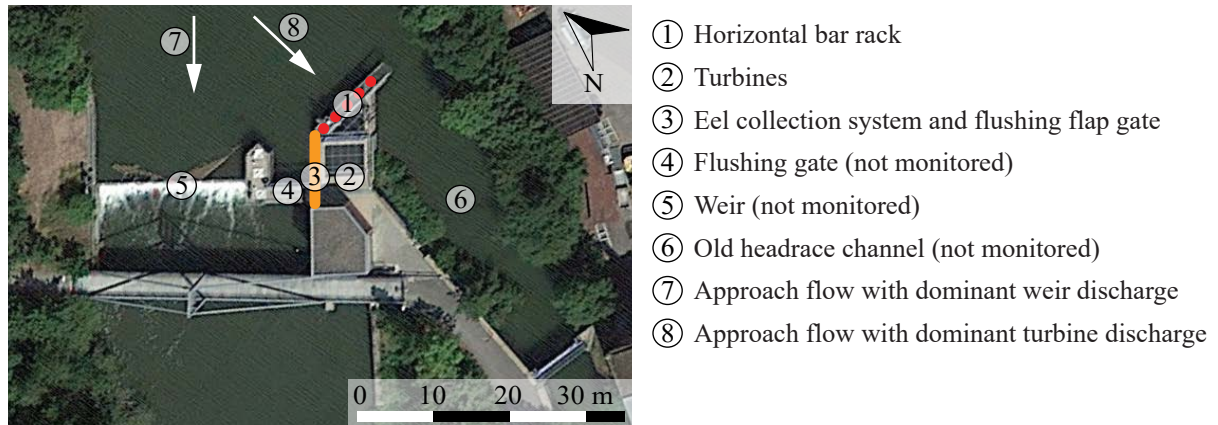 7
8
1
N
3
2
5
4
6
0 10 20 30 m
① Horizontal bar rack
② Turbines
③ Eel collection system and flushing flap gate
④ Flushing gate (not monitored)
⑤ Weir (not monitored)
⑥ Old headrace channel (not monitored)
⑦ Approach flow with dominant weir discharge
⑧ Approach flow with dominant turbine discharge